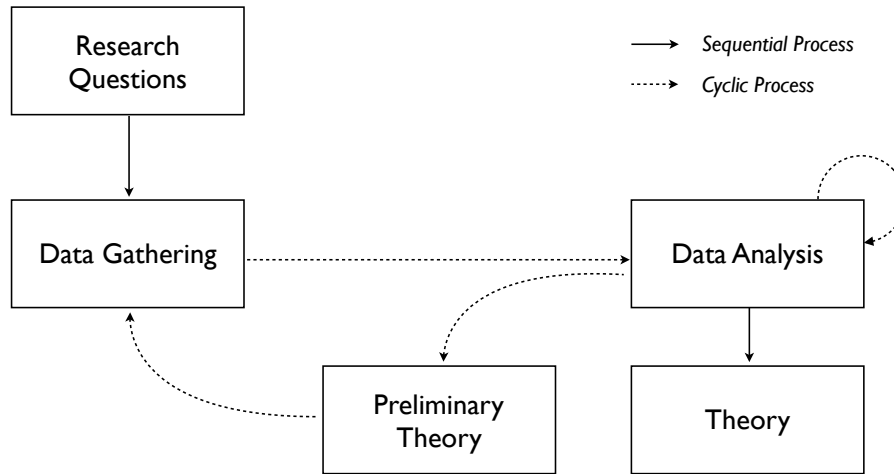 Research
Questions
Sequential Process
Cyclic Process
Data Gathering
Data Analysis
Preliminary
Theory
Theory